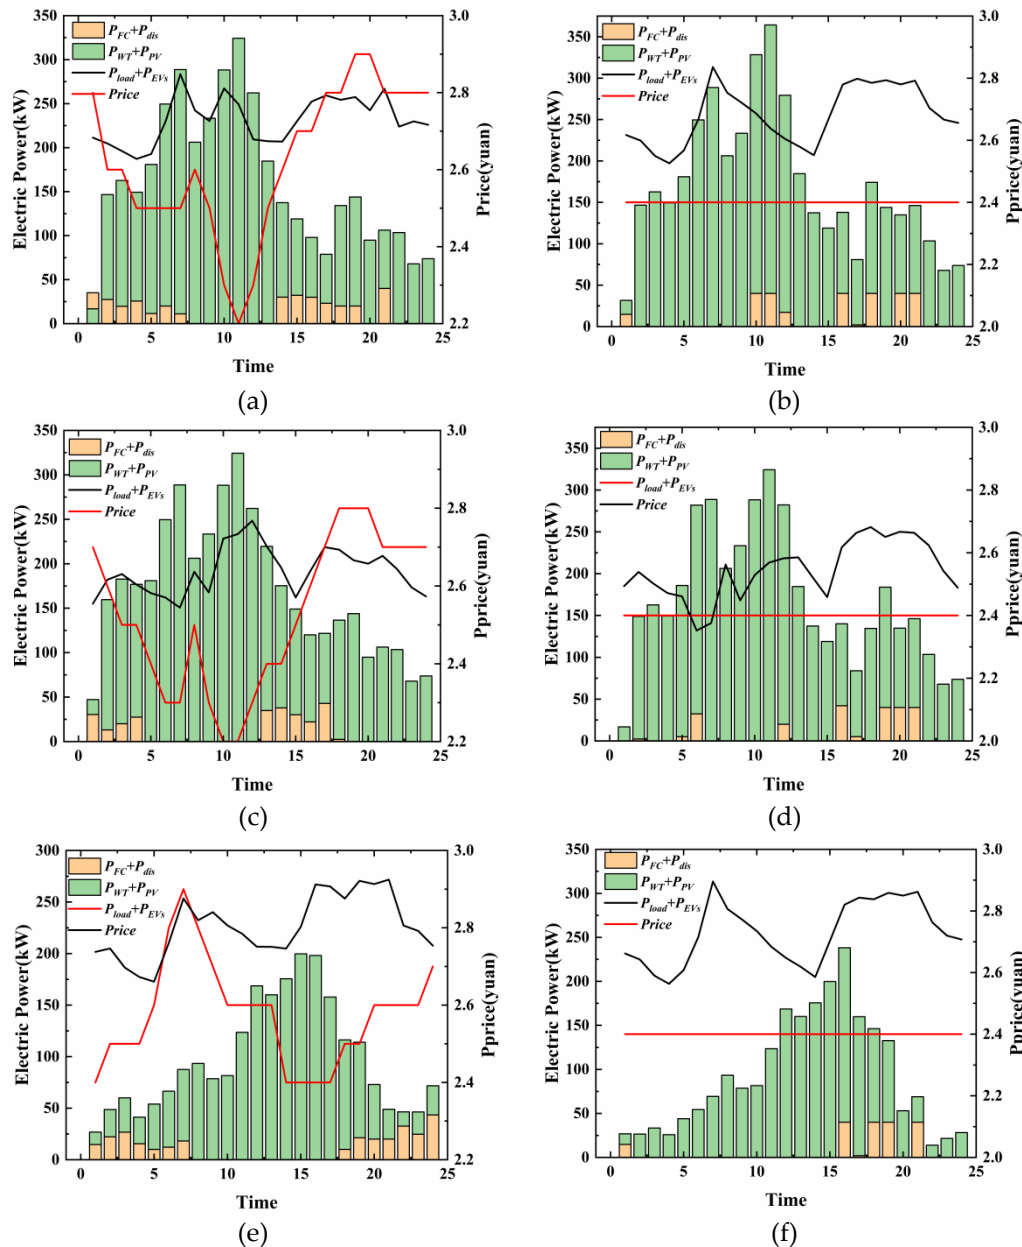 350
300
250
200
150
100
50
0
Electric Power(kW)
P_FC+P_dis
P_WT+P_PV
P_load+P_EVs
Price
3.0
2.8
2.6
2.4
2.2
Price(yuan)
0 5 10 15 20 25
Time
(a)
350
300
250
200
150
100
50
0
Electric Power(kW)
P_FC+P_dis
P_WT+P_PV
P_load+P_EVs
Price
3.0
2.8
2.6
2.4
2.2
2.0
Pprice(yuan)
0 5 10 15 20 25
Time
(b)
350
300
250
200
150
100
50
0
Electric Power(kW)
P_FC+P_dis
P_WT+P_PV
P_load+P_EVs
Price
3.0
2.8
2.6
2.4
2.2
Pprice(yuan)
0 5 10 15 20 25
Time
(c)
350
300
250
200
150
100
50
0
Electric Power(kW)
P_FC+P_dis
P_WT+P_PV
P_load+P_EVs
Price
3.0
2.8
2.6
2.4
2.2
2.0
Pprice(yuan)
0 5 10 15 20 25
Time
(d)
300
250
200
150
100
50
0
Electric Power(kW)
P_FC+P_dis
P_WT+P_PV
P_load+P_EVs
Price
3.0
2.8
2.6
2.4
2.2
Pprice(yuan)
0 5 10 15 20 25
Time
(e)
350
300
250
200
150
100
50
0
Electric Power(kW)
P_FC+P_dis
P_WT+P_PV
P_load+P_EVs
Price
3.0
2.8
2.6
2.4
2.2
2.0
Pprice(yuan)
0 5 10 15 20 25
Time
(f)